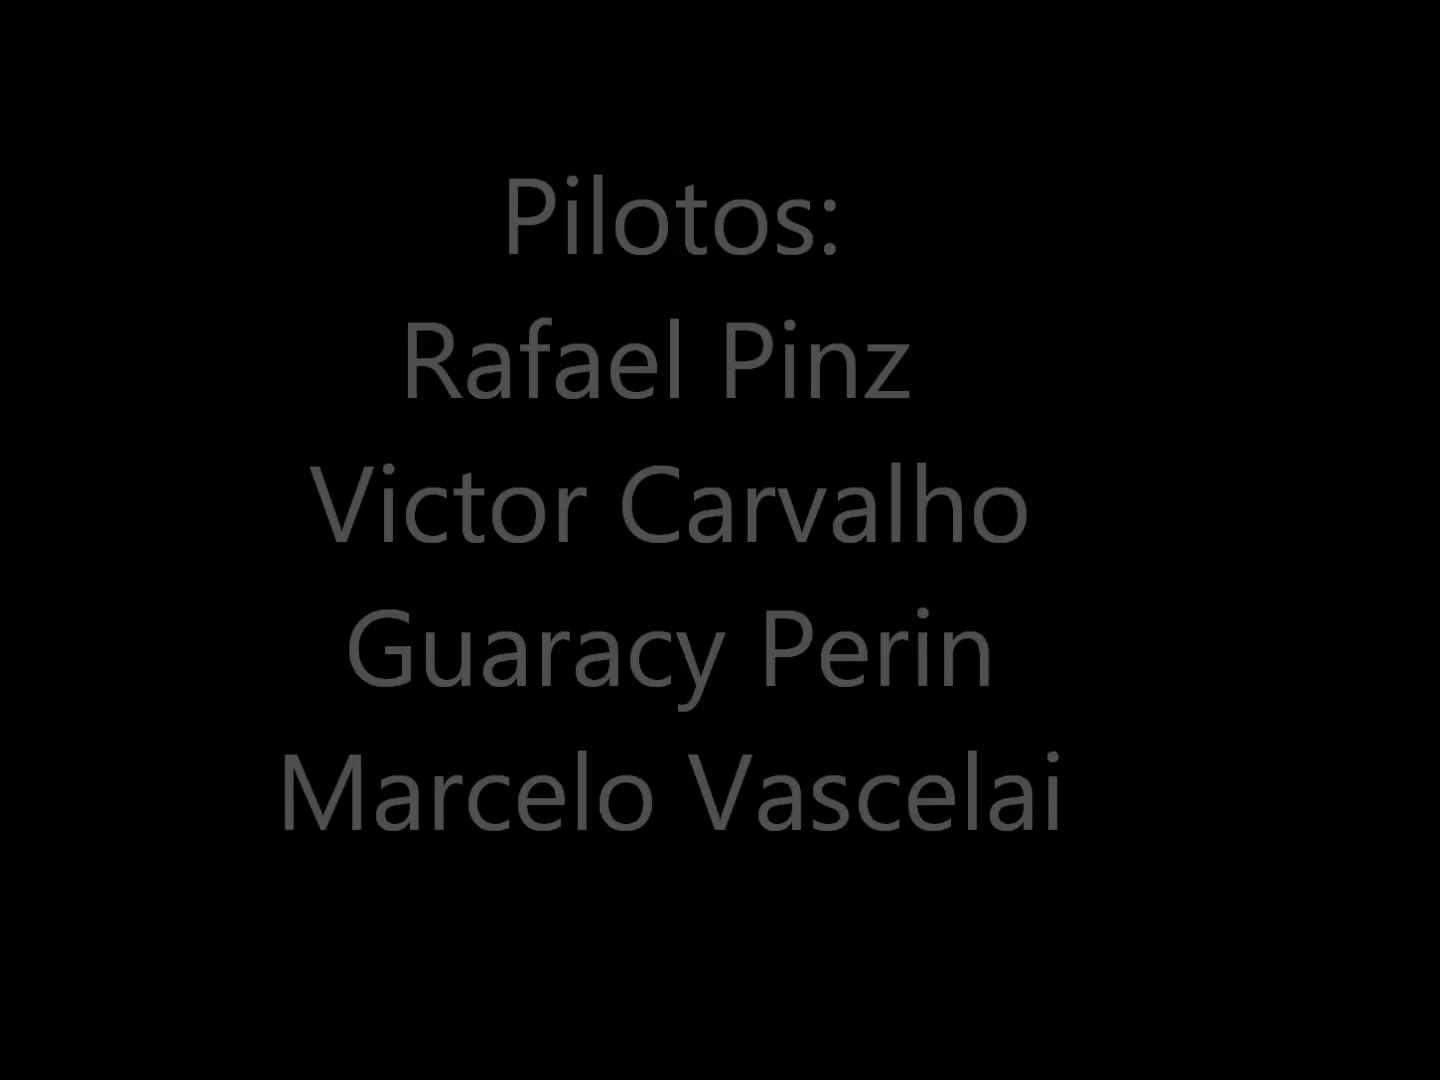 Pilotos:
Rafael Pinz
Victor Carvalho
Guaracy Perin
Marcelo Vascelai